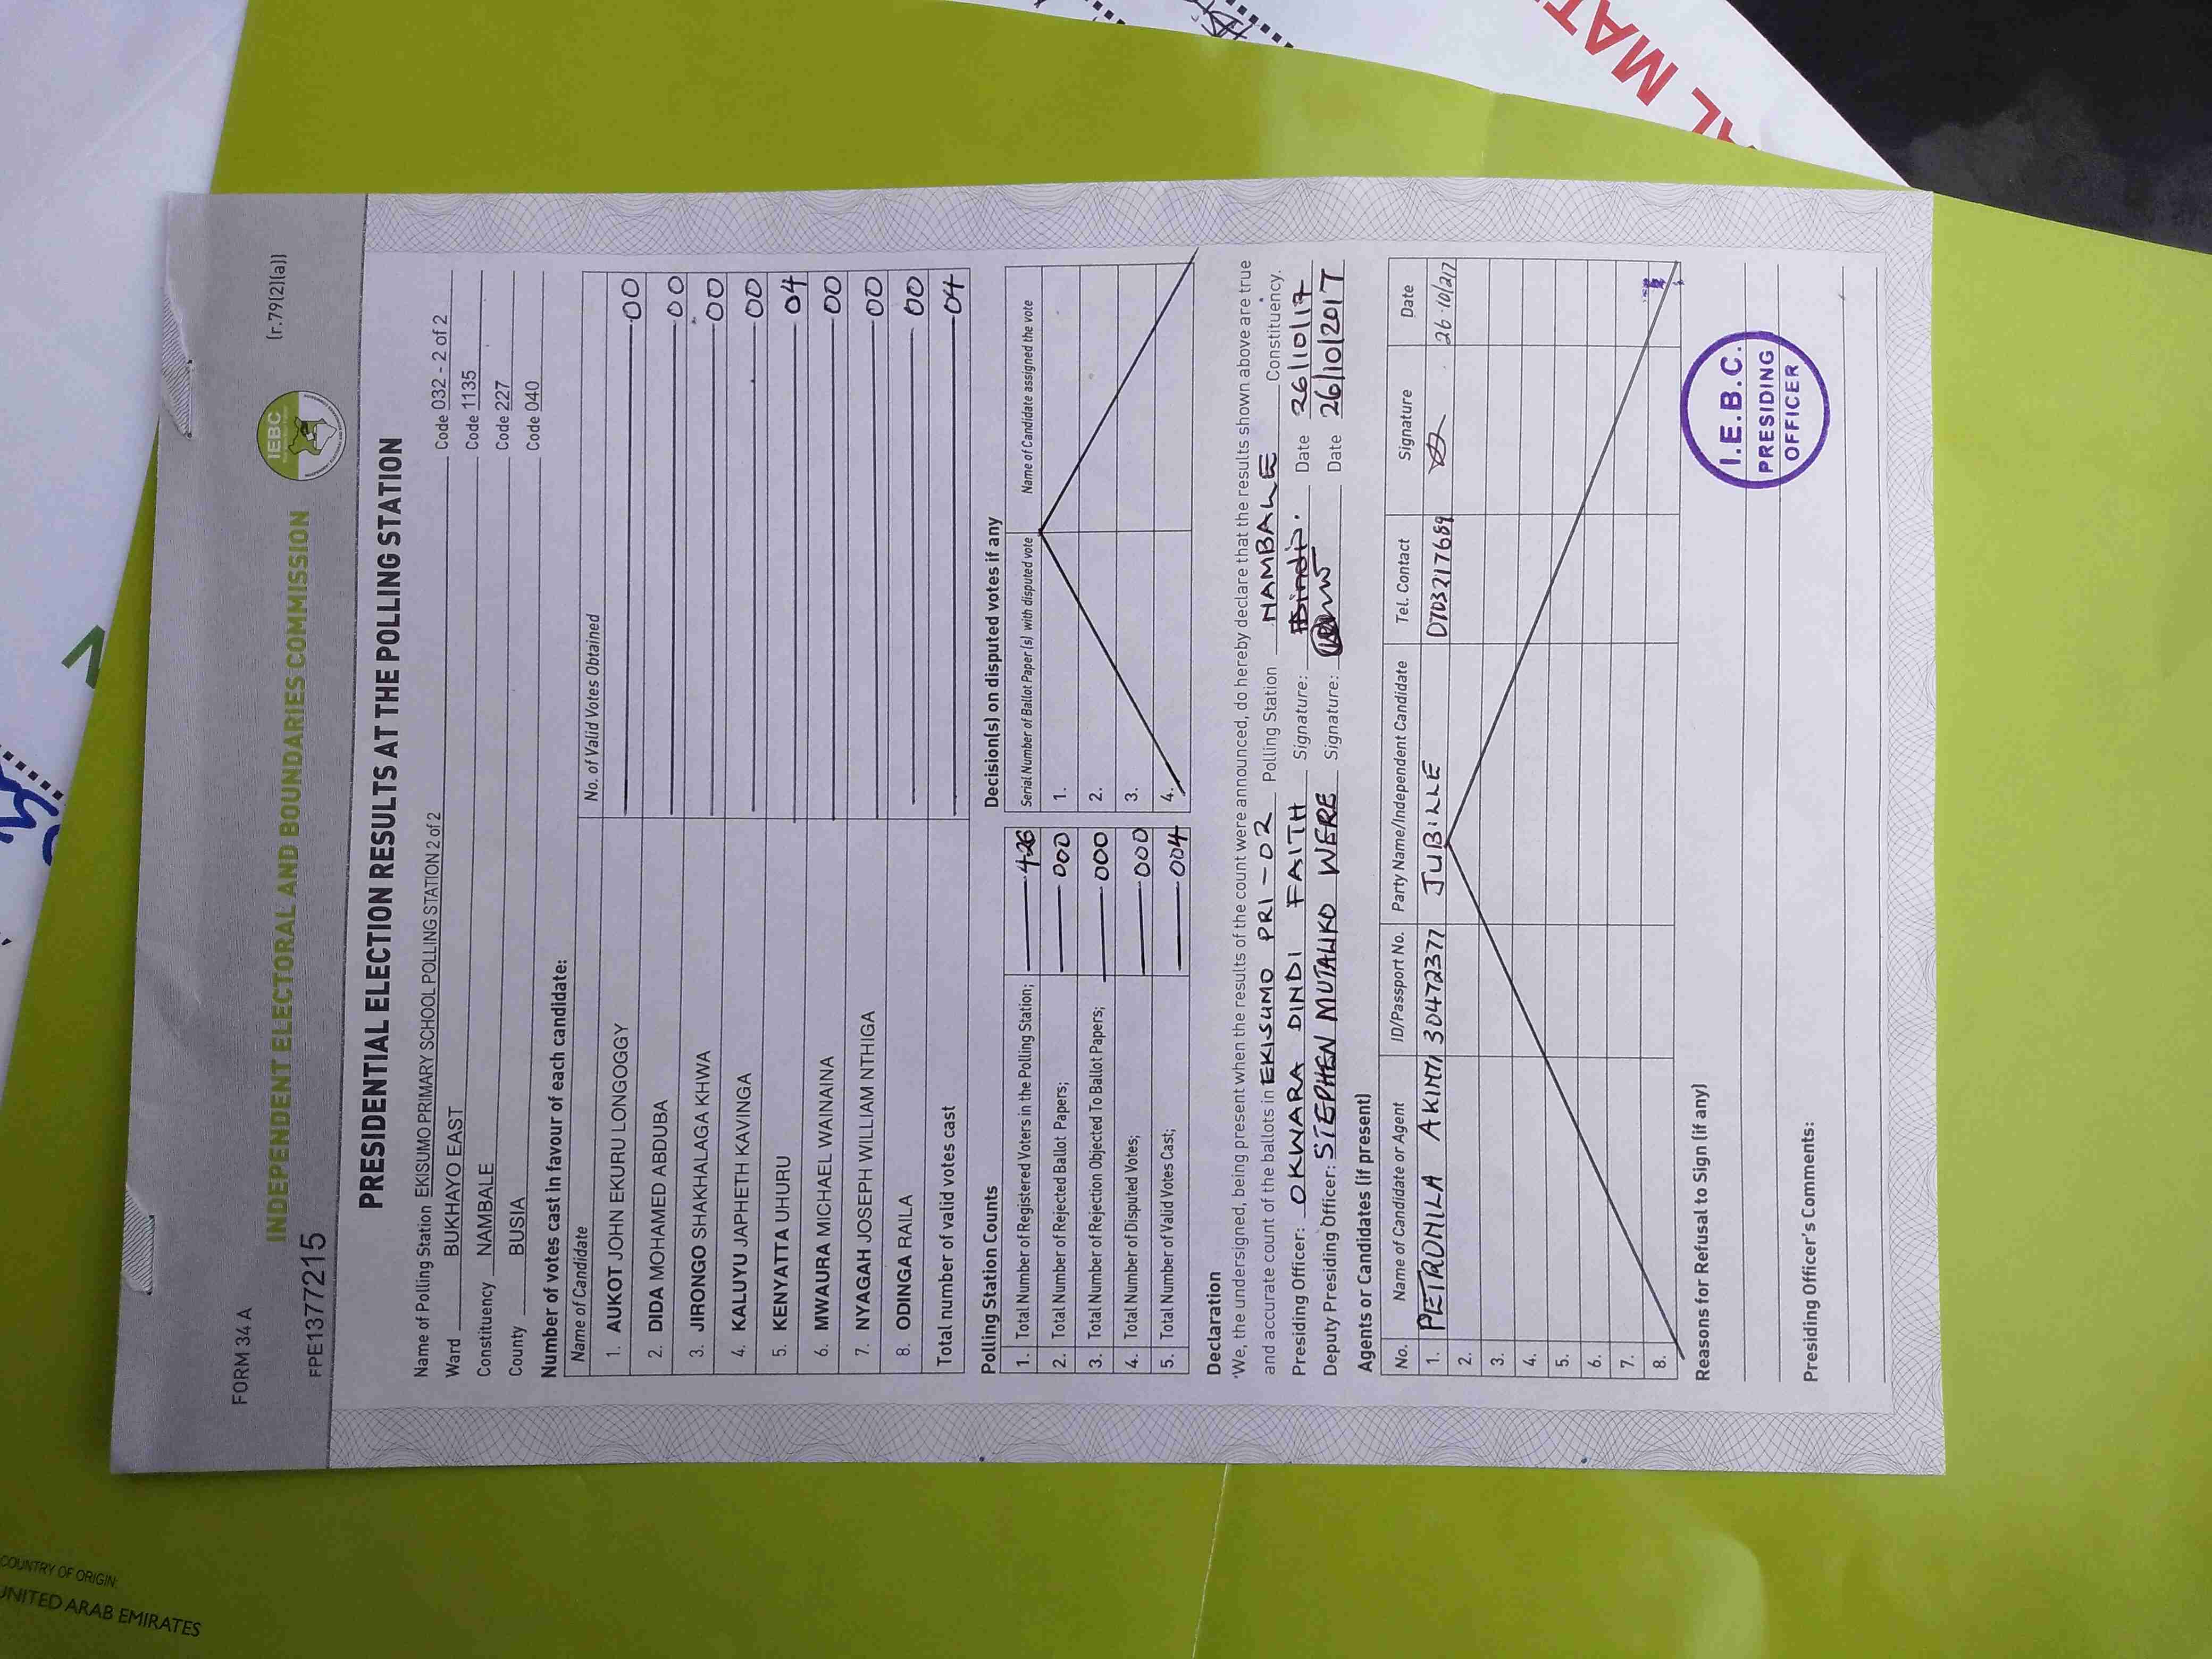 FORM 34 A
(r.79(2)(a))
INDEPENDENT ELECTORAL AND BOUNDARIES COMMISSION
IEBC
FPE1377215
PRESIDENTIAL ELECTION RESULTS AT THE POLLING STATION
Name of Polling Station EKISUMO PRIMARY SCHOOL POLLING STATION 2 of 2 Code 032 - 2 of 2
Ward BUKHAYO EAST Code 1135
Constituency NAMBALE Code 227
County BUSIA Code 040
Number of votes cast in favour of each candidate:
Name of Candidate No. of Valid Votes Obtained
1. AUKOT JOHN EKURU LONGOGGY 00
2. DIDA MOHAMED ABDUBA 00
3. JIRONGO SHAKHALAGA KHWA 00
4. KALUYU JAPHETH KAVINGA 00
5. KENYATTA UHURU 04
6. MWAURA MICHAEL WAINAINA 00
7. NYAGAH JOSEPH WILLIAM NTHIGA 00
8. ODINGA RAILA 00
Total number of valid votes cast 04
Polling Station Counts
1. Total Number of Registered Voters in the Polling Station; 426
2. Total Number of Rejected Ballot Papers; 000
3. Total Number of Rejection Objected To Ballot Papers; 000
4. Total Number of Disputed Votes; 000
5. Total Number of Valid Votes Cast; 004
Decision(s) on disputed votes if any
Serial Number of Ballot Paper (s) with disputed vote Name of Candidate assigned the vote
1.
2.
3.
4.
Declaration
'We, the undersigned, being present when the results of the count were announced, do hereby declare that the results shown above are true
and accurate count of the ballots in EKISUMO PRI - 02 Polling Station NAMBALE Constituency.
Presiding Officer: OKWARA DINDI FAITH Signature: Date 26/10/17
Deputy Presiding Officer: STEPHEN MUTALIKO WERE Signature: Date 26/10/2017
Agents or Candidates (if present)
No. Name of Candidate or Agent ID/Passport No. Party Name/Independent Candidate Tel. Contact Signature Date
1. PETRONILA 30472377 JUBILLE 0703217689 26.10/217
2.
3.
4.
5.
6.
7.
8.
I.E.B.C.
PRESIDING
OFFICER
Reasons for Refusal to Sign (if any)
Presiding Officer's Comments:
COUNTRY OF ORIGIN:
UNITED ARAB EMIRATES